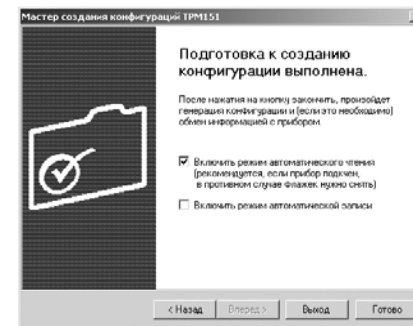 Мастер создания конфигураций ТРМ151
Подготовка к созданию
конфигурации выполнена.
После нажатия на кнопку закончить, произойдет
генерация конфигурации и (если это необходимо)
обмен информацией с прибором.
Включить режим автоматического чтения
(рекомендуется, если прибор подкчен,
в противном случае Флажек нужно снять)
Включить режим автоматической записи
< Назад
Вперед >
Выход
Готово